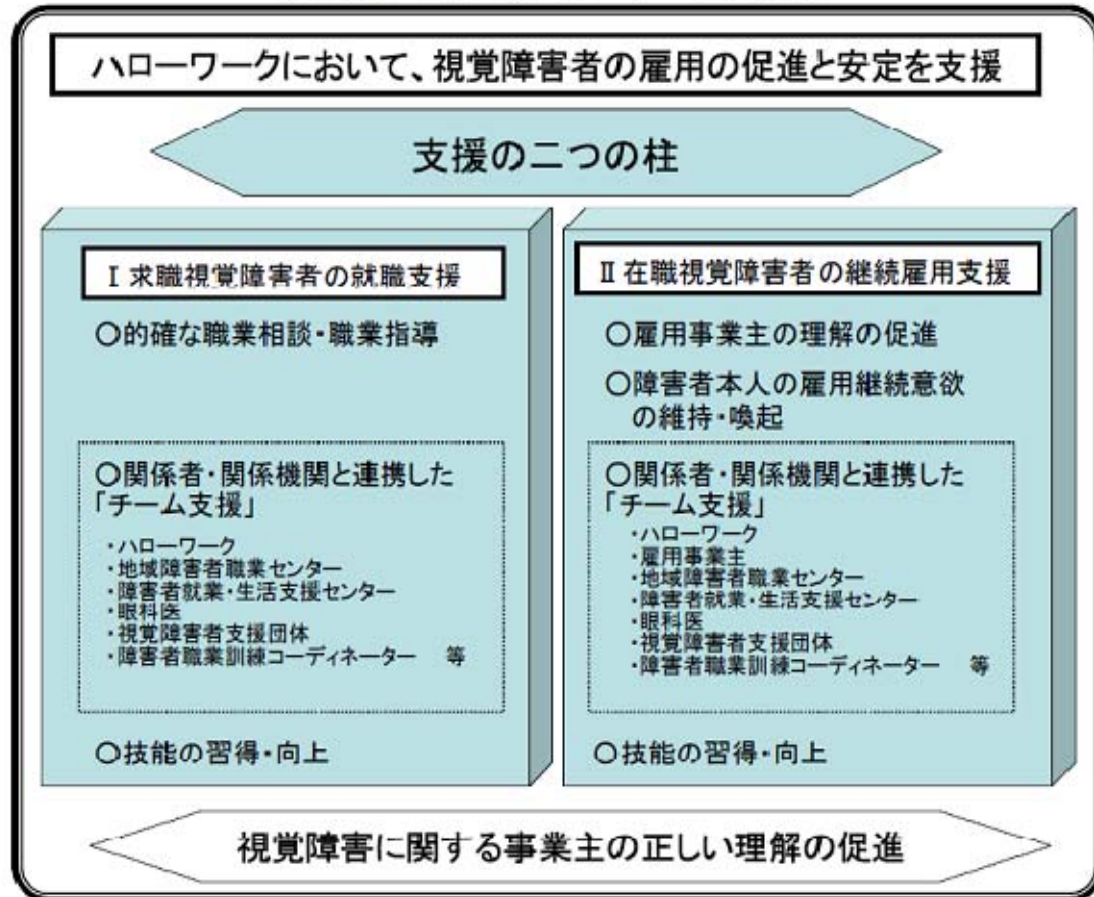 ハローワークにおいて、視覚障害者の雇用の促進と安定を支援
支援の二つの柱
Ⅰ 求職視覚障害者の就職支援
○的確な職業相談・職業指導
○関係者・関係機関と連携した
「チーム支援」
・ハローワーク
・地域障害者職業センター
・障害者就業・生活支援センター
・眼科医
・視覚障害者支援団体
・障害者職業訓練コーディネーター 等
○技能の習得・向上
Ⅱ 在職視覚障害者の継続雇用支援
○雇用事業主の理解の促進
○障害者本人の雇用継続意欲
の維持・喚起
○関係者・関係機関と連携した
「チーム支援」
・ハローワーク
・雇用事業主
・地域障害者職業センター
・障害者就業・生活支援センター
・眼科医
・視覚障害者支援団体
・障害者職業訓練コーディネーター 等
○技能の習得・向上
視覚障害に関する事業主の正しい理解の促進